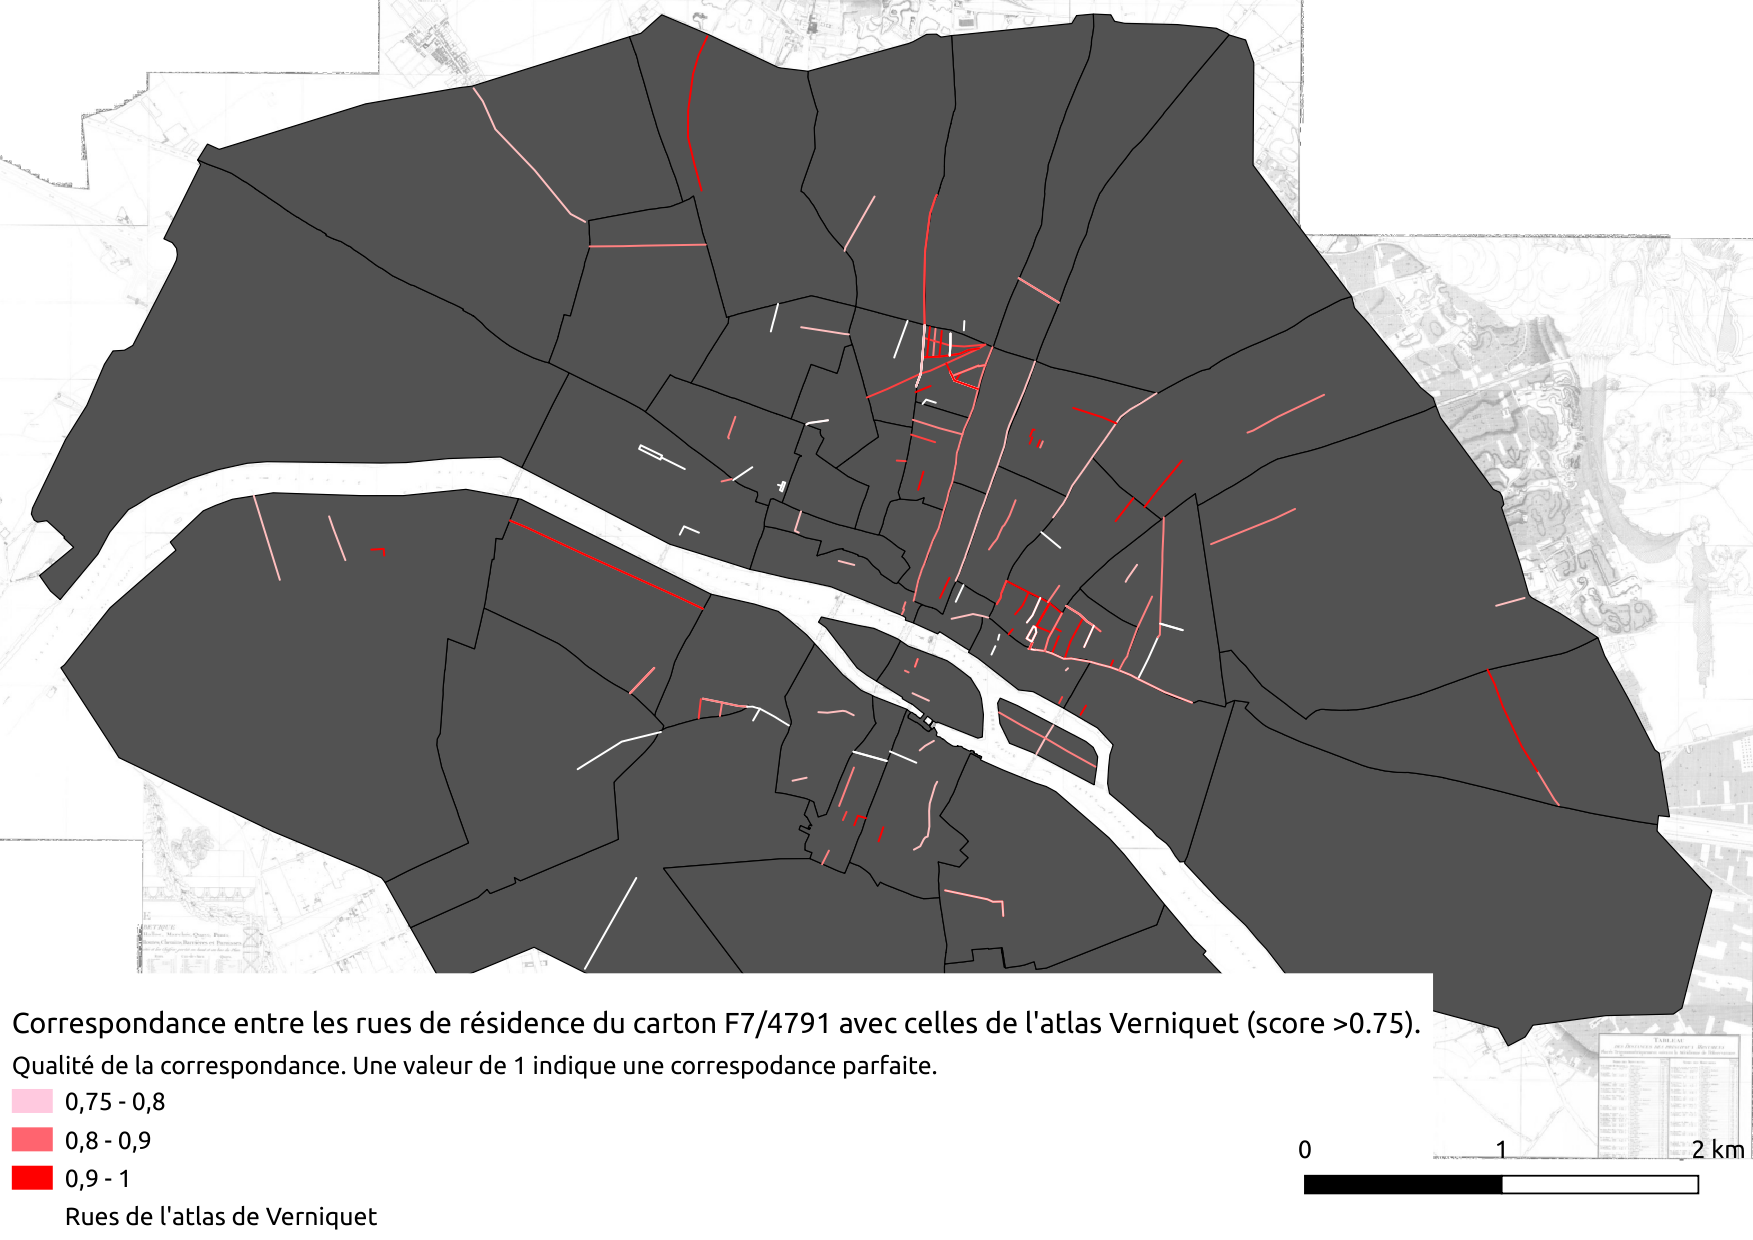 Correspondance entre les rues de résidence du carton F7/4791 avec celles de l'atlas Verniquet (score >0.75).
Qualité de la correspondance. Une valeur de 1 indique une correspodance parfaite.
0,75 - 0,8
0,8 - 0,9
0,9 - 1
Rues de l'atlas de Verniquet
0 1 2 km
TABLEAU